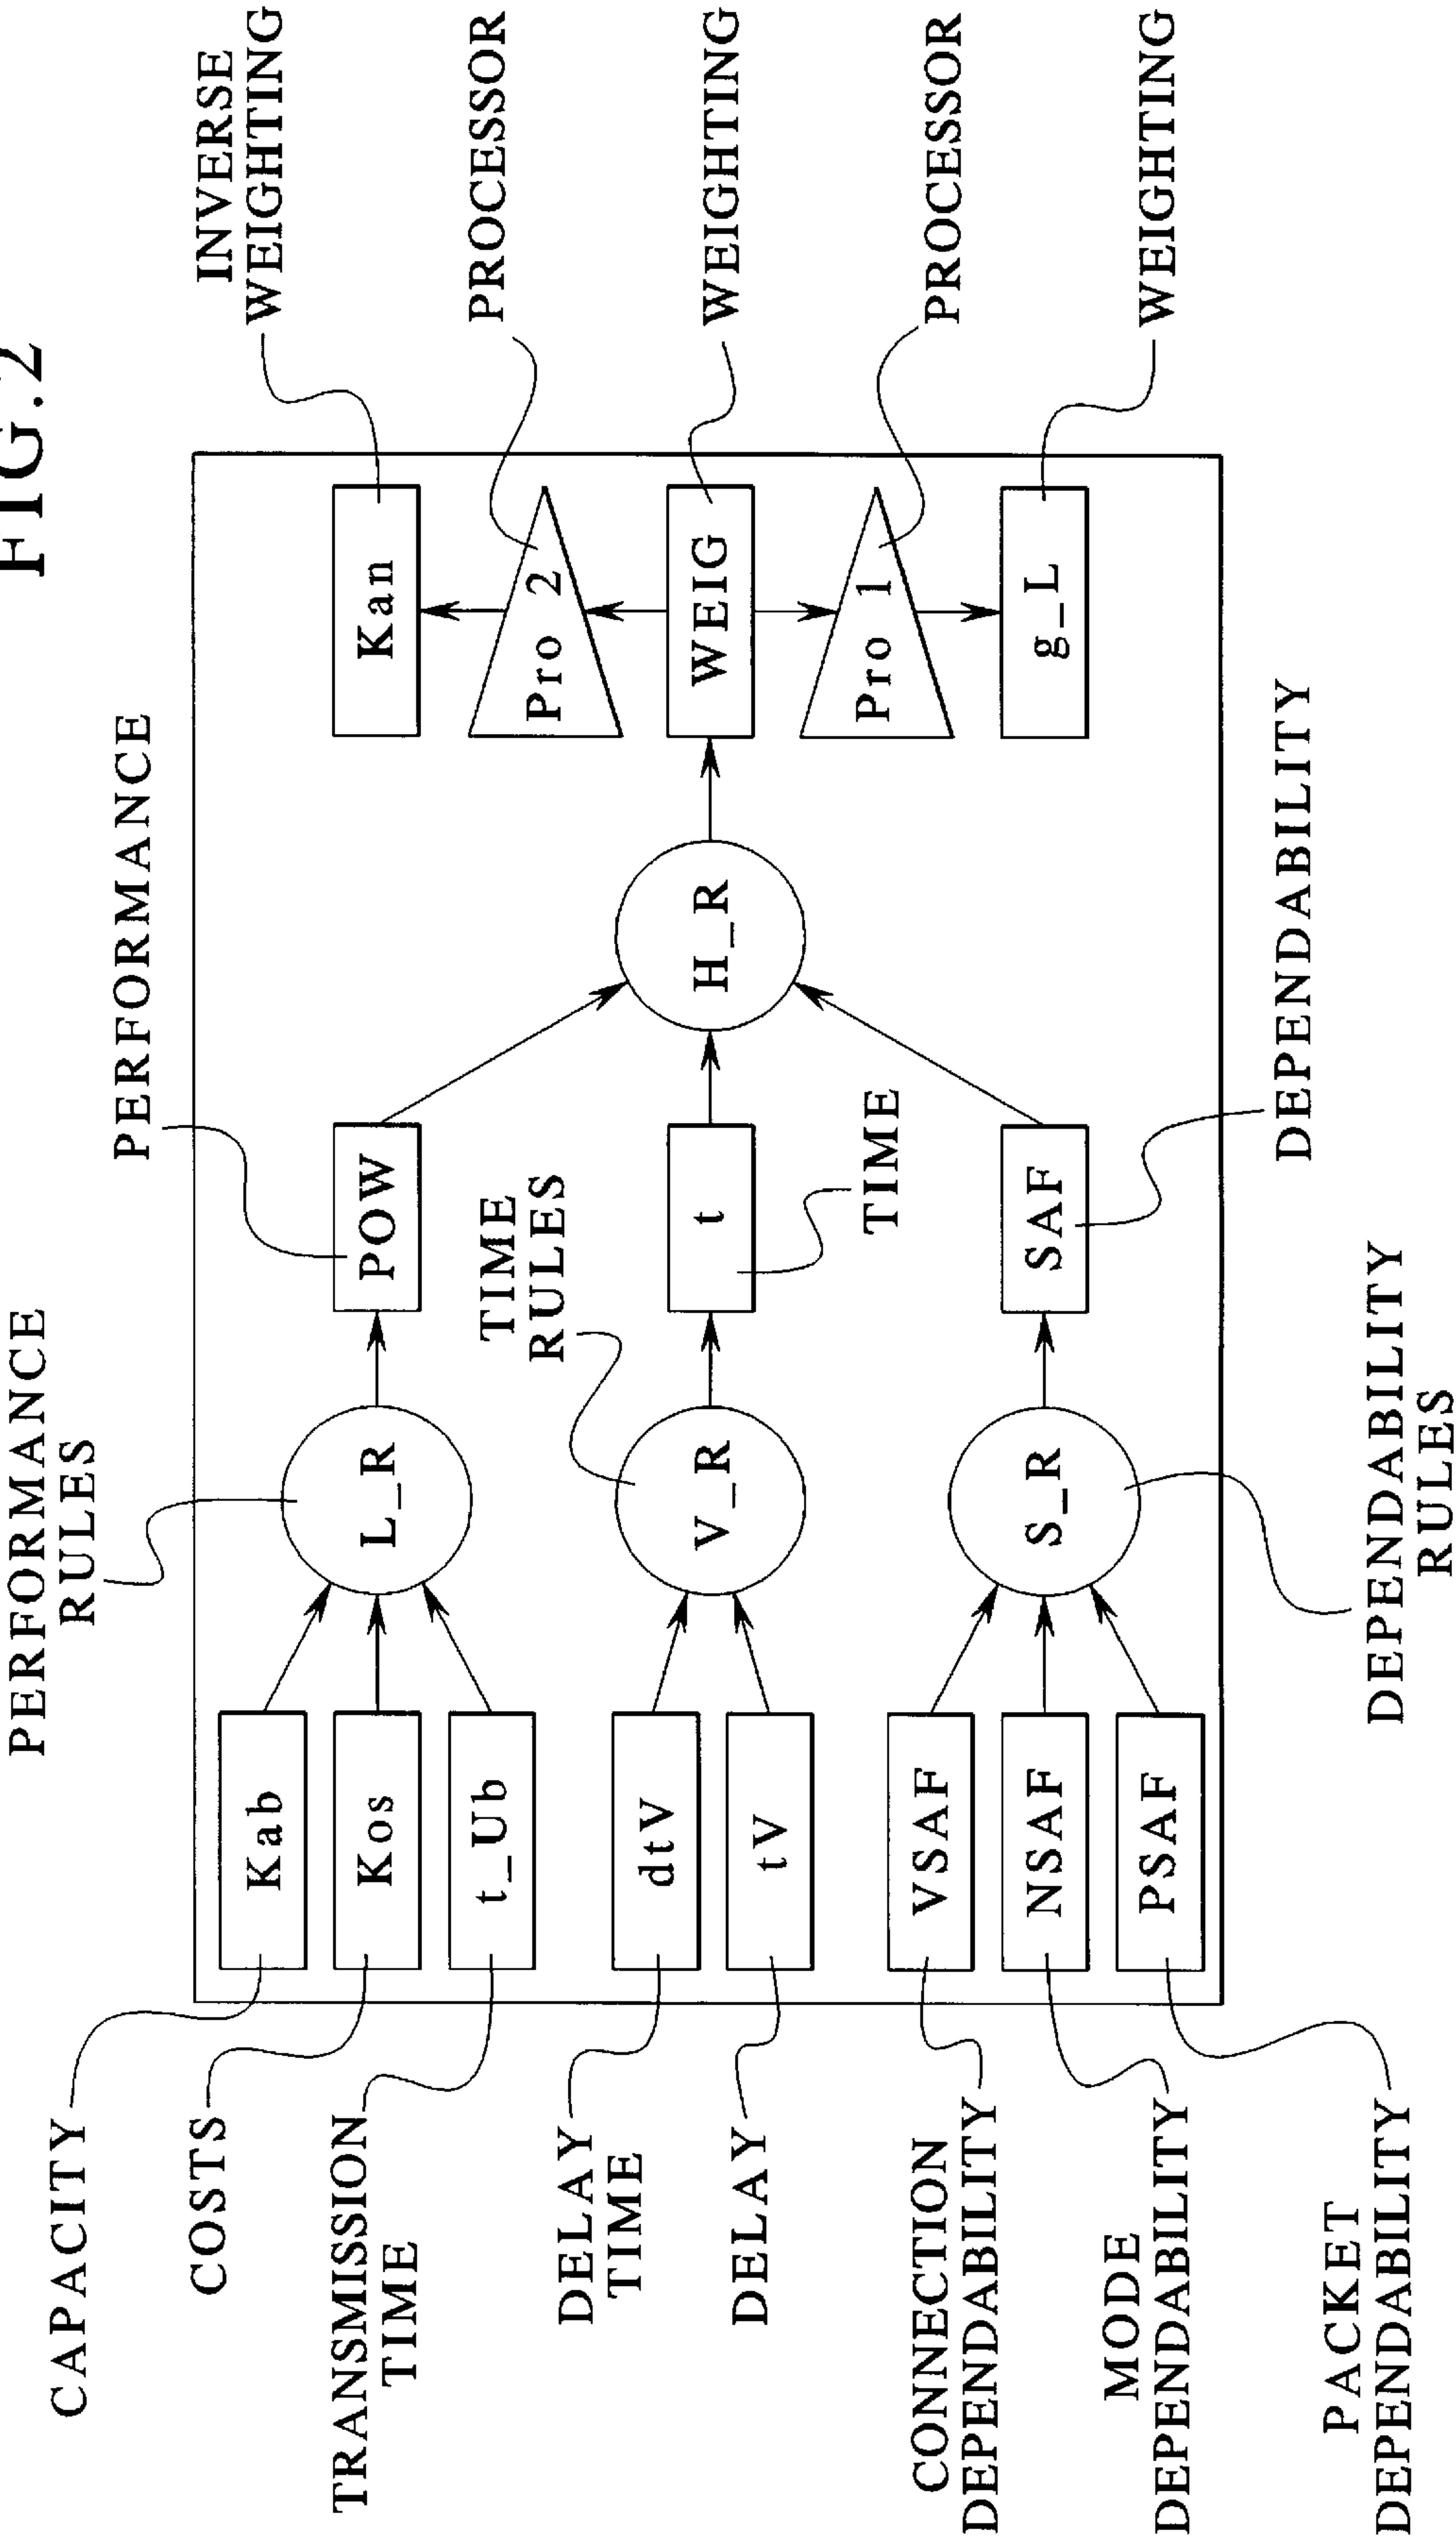 FIG.2
PERFORMANCE
RULES
PERFORMANCE
INVERSE
WEIGHTING
CAPACITY
Kab
COSTS
Kos
L_R
POW
Kan
TRANSMISSION
TIME
t_Ub
TIME
RULES
Pro 2
PROCESSOR
DELAY
TIME
dtV
V_R
t
H_R
WEIG
WEIGHTING
DELAY
tV
TIME
Pro 1
PROCESSOR
CONNECTION
DEPENDABILITY
VSAF
MODE
DEPENDABILITY
NSAF
S_R
SAF
g_L
WEIGHTING
PACKET
DEPENDABILITY
PSAF
DEPENDABILITY
DEPENDABILITY
RULES